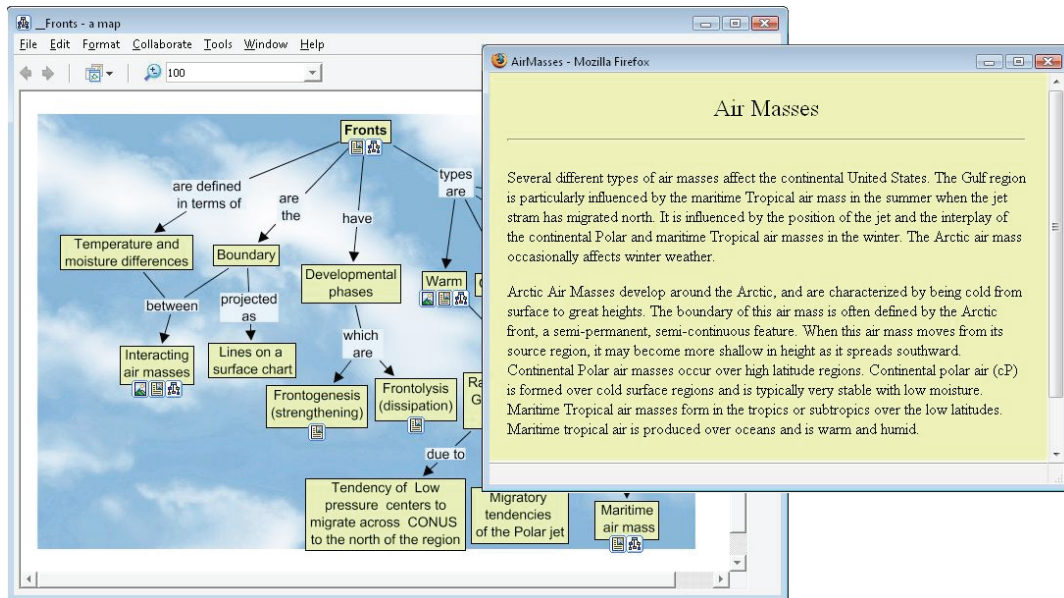 __Fronts - a map
File Edit Format Collaborate Tools Window Help
100
Fronts
are defined
in terms of
are
the
have
types
are
Temperature and
moisture differences
Boundary
Developmental
phases
Warm
between
projected
as
which
are
Interacting
air masses
Lines on a
surface chart
Frontogenesis
(strengthening)
Frontolysis
(dissipation)
due to
Tendency of Low
pressure centers to
migrate across CONUS
to the north of the region
Migratory
tendencies
of the Polar jet
Maritime
air mass
AirMasses - Mozilla Firefox
Air Masses
Several different types of air masses affect the continental United States. The Gulf region
is particularly influenced by the maritime Tropical air mass in the summer when the jet
stram has migrated north. It is influenced by the position of the jet and the interplay of
the continental Polar and maritime Tropical air masses in the winter. The Arctic air mass
occasionally affects winter weather.
Arctic Air Masses develop around the Arctic, and are characterized by being cold from
surface to great heights. The boundary of this air mass is often defined by the Arctic
front, a semi-permanent, semi-continuous feature. When this air mass moves from its
source region, it may become more shallow in height as it spreads southward.
Continental Polar air masses occur over high latitude regions. Continental polar air (cP)
is formed over cold surface regions and is typically very stable with low moisture.
Maritime Tropical air masses form in the tropics or subtropics over the low latitudes.
Maritime tropical air is produced over oceans and is warm and humid.